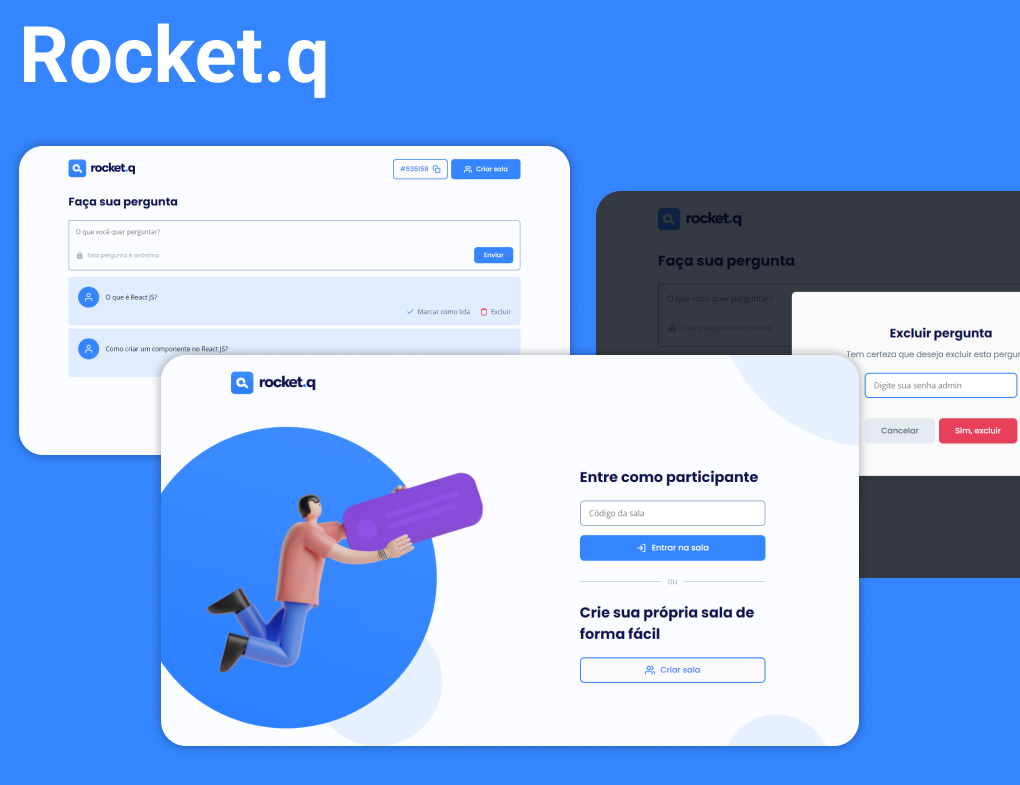 Rocket.q
rocket.q
#535158
Criar sala
Faça sua pergunta
O que você quer perguntar?
Esta pergunta é anônima
Enviar
O que é React JS?
Marcar como lida
Excluir
Como criar um componente no React JS?
rocket.q
Faça sua pergunta
O que você quer perguntar?
Esta pergunta é anônima
Excluir pergunta
Tem certeza que deseja excluir esta pergun
Digite sua senha admin
Cancelar
Sim, excluir
rocket.q
Entre como participante
Código da sala
Entrar na sala
ou
Crie sua própria sala de
forma fácil
Criar sala